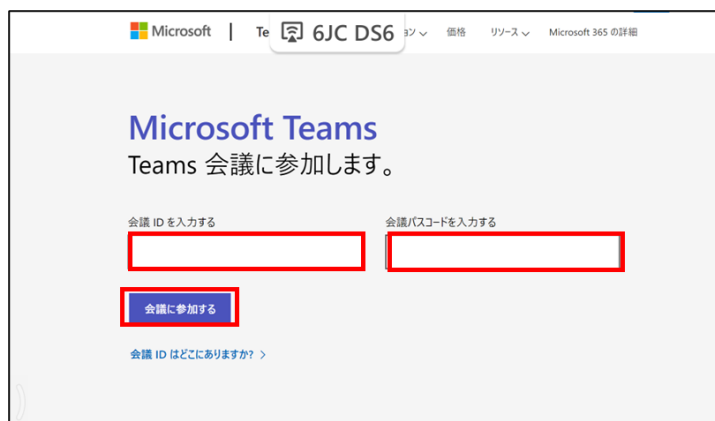 Microsoft | Te 6JC DS6 ョン 価格 リソース Microsoft 365 の詳細
Microsoft Teams
Teams 会議に参加します。
会議 ID を入力する 会議パスコードを入力する
会議に参加する
会議 ID はどこにありますか?